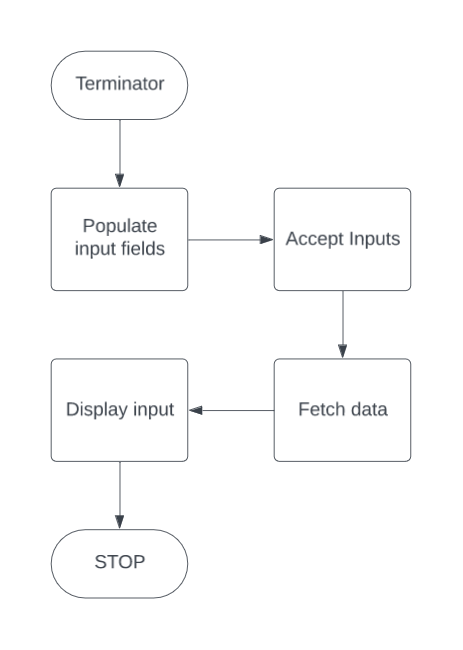 Terminator
Populate
input fields
Accept Inputs
Fetch data
Display input
STOP